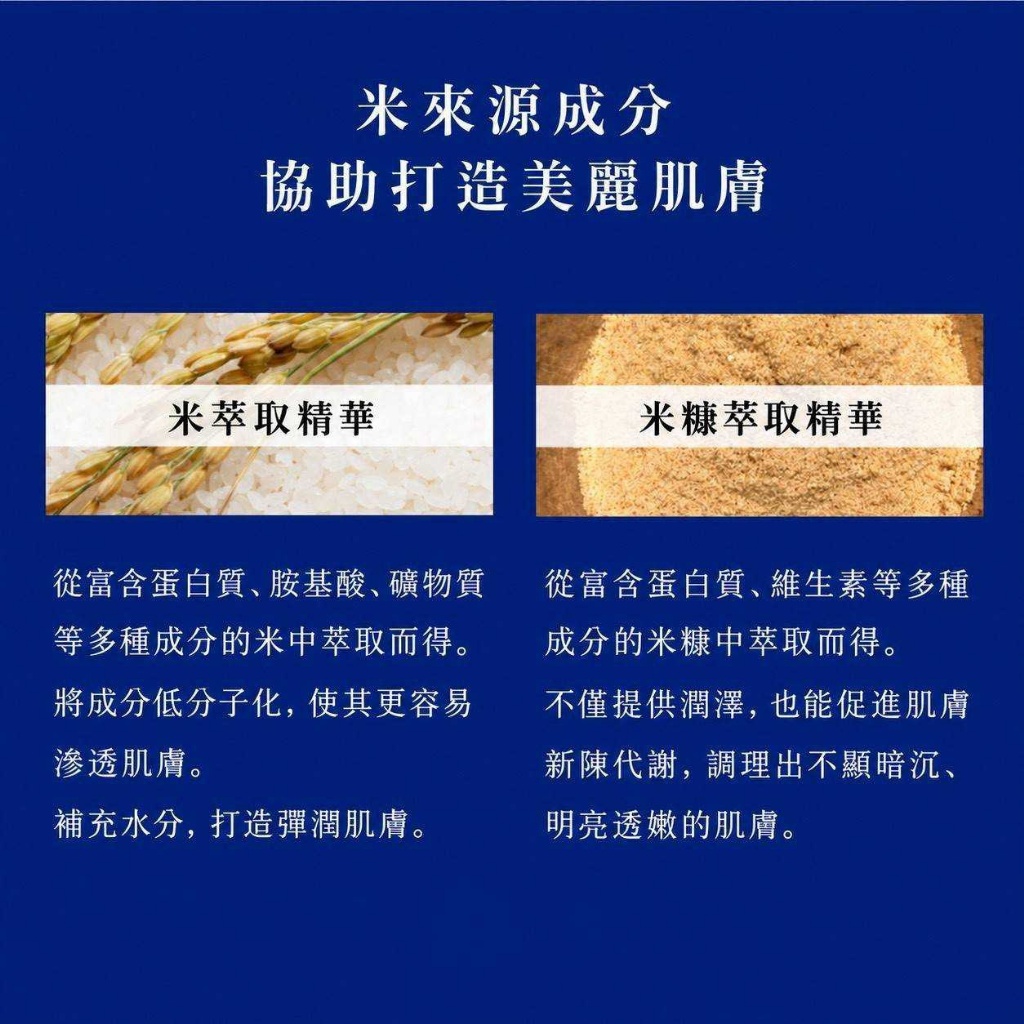 米來源成分
協助打造美麗肌膚
米萃取精華
從富含蛋白質、胺基酸、礦物質
等多種成分的米中萃取而得。
將成分低分子化,使其更容易
滲透肌膚。
補充水分,打造彈潤肌膚。
米糠萃取精華
從富含蛋白質、維生素等多種
成分的米糠中萃取而得。
不僅提供潤澤,也能促進肌膚
新陳代謝,調理出不顯暗沉、
明亮透嫩的肌膚。